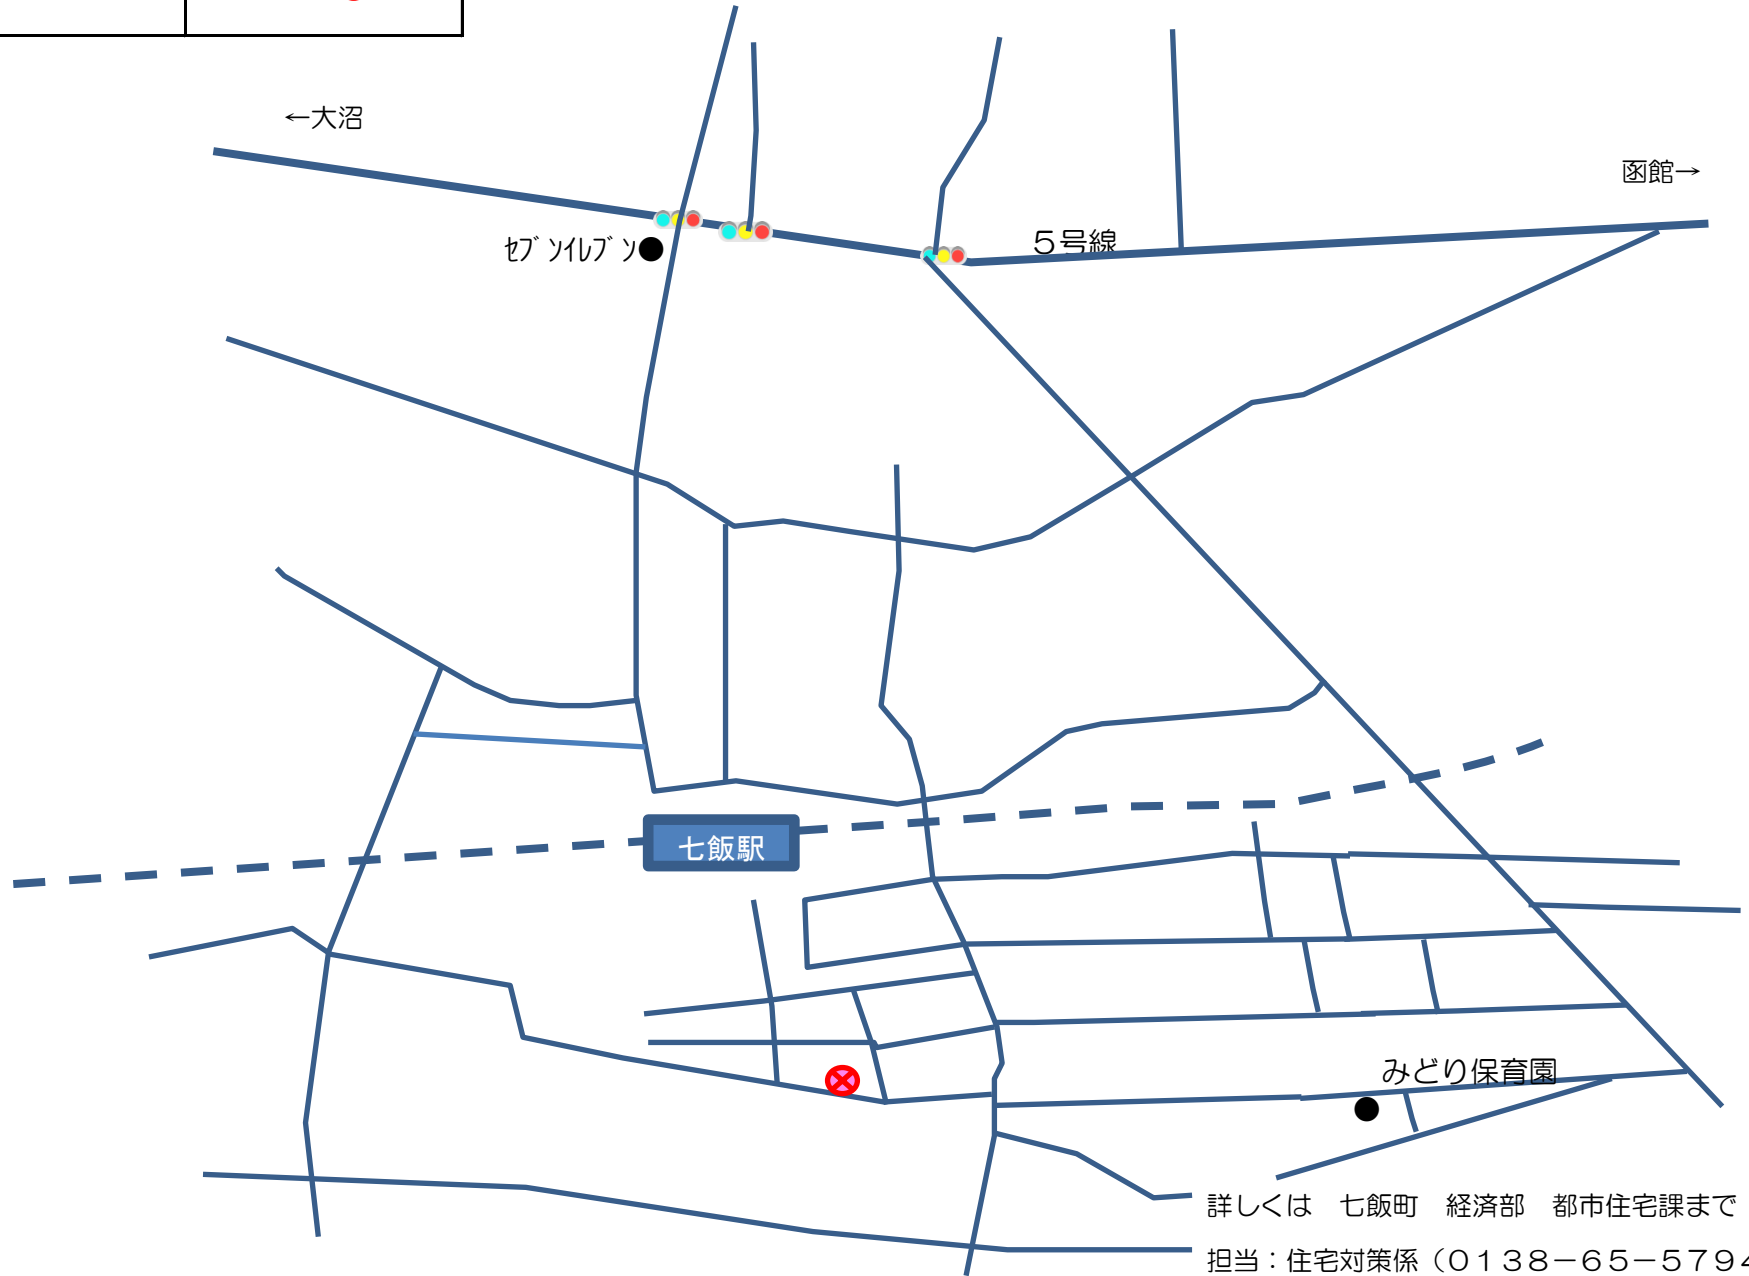 ←大沼
函館→
５号線
ｾﾌﾞﾝｲﾚﾌﾞﾝ●
七飯駅
みどり保育園
詳しくは　七飯町　経済部　都市住宅課まで
担当：住宅対策係（０１３８－６５－５７９４